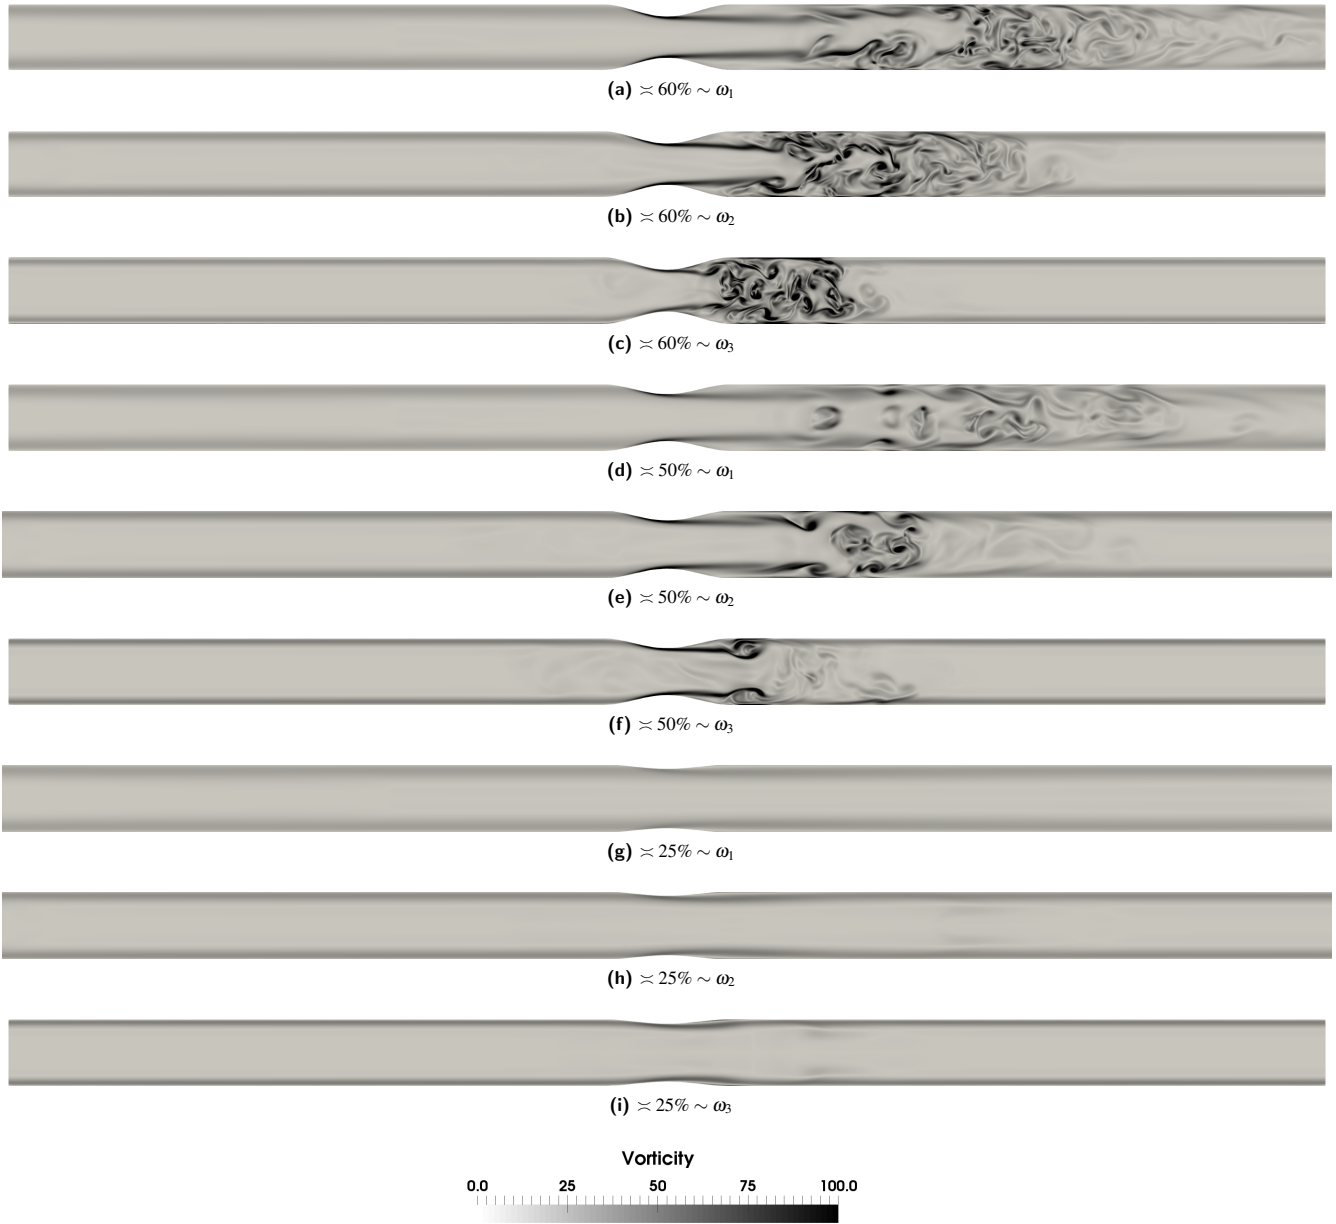 (a) ≍ 60% ∼ ω₁
(b) ≍ 60% ∼ ω₂
(c) ≍ 60% ∼ ω₃
(d) ≍ 50% ∼ ω₁
(e) ≍ 50% ∼ ω₂
(f) ≍ 50% ∼ ω₃
(g) ≍ 25% ∼ ω₁
(h) ≍ 25% ∼ ω₂
(i) ≍ 25% ∼ ω₃
Vorticity
0.0 25 50 75 100.0